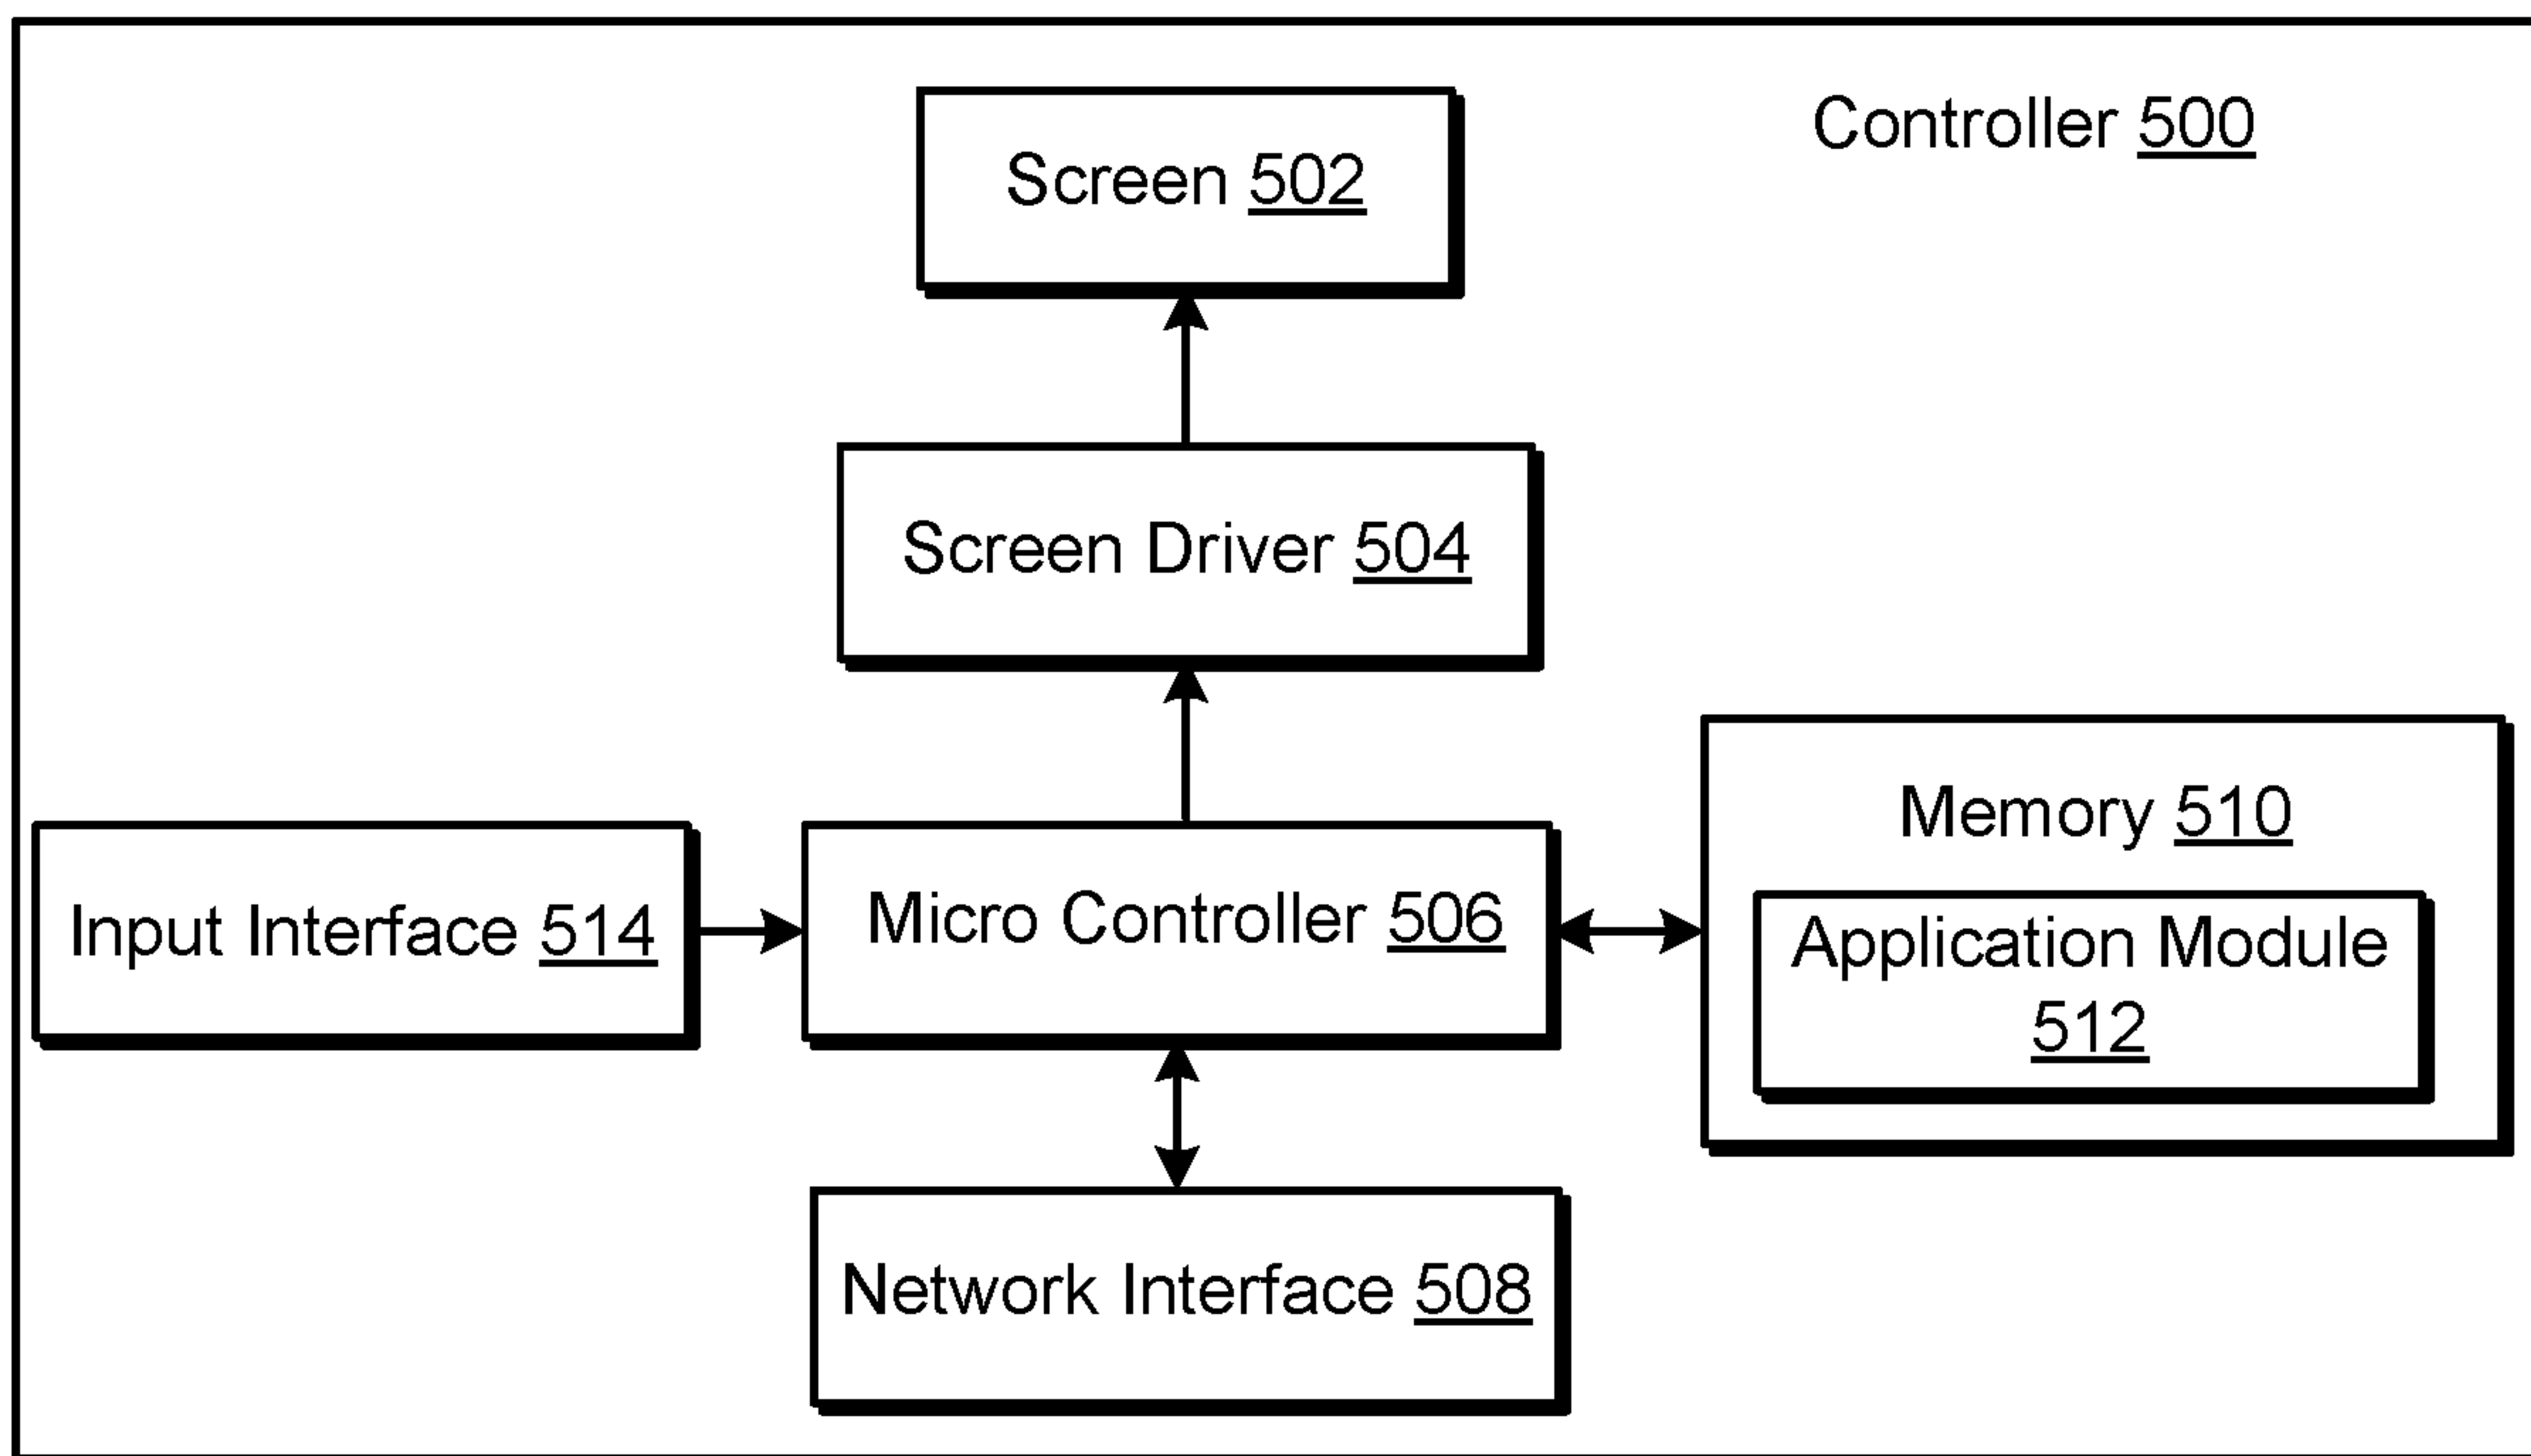 Controller 500
Screen 502
Screen Driver 504
Memory 510
Input Interface 514
Micro Controller 506
Application Module
512
Network Interface 508